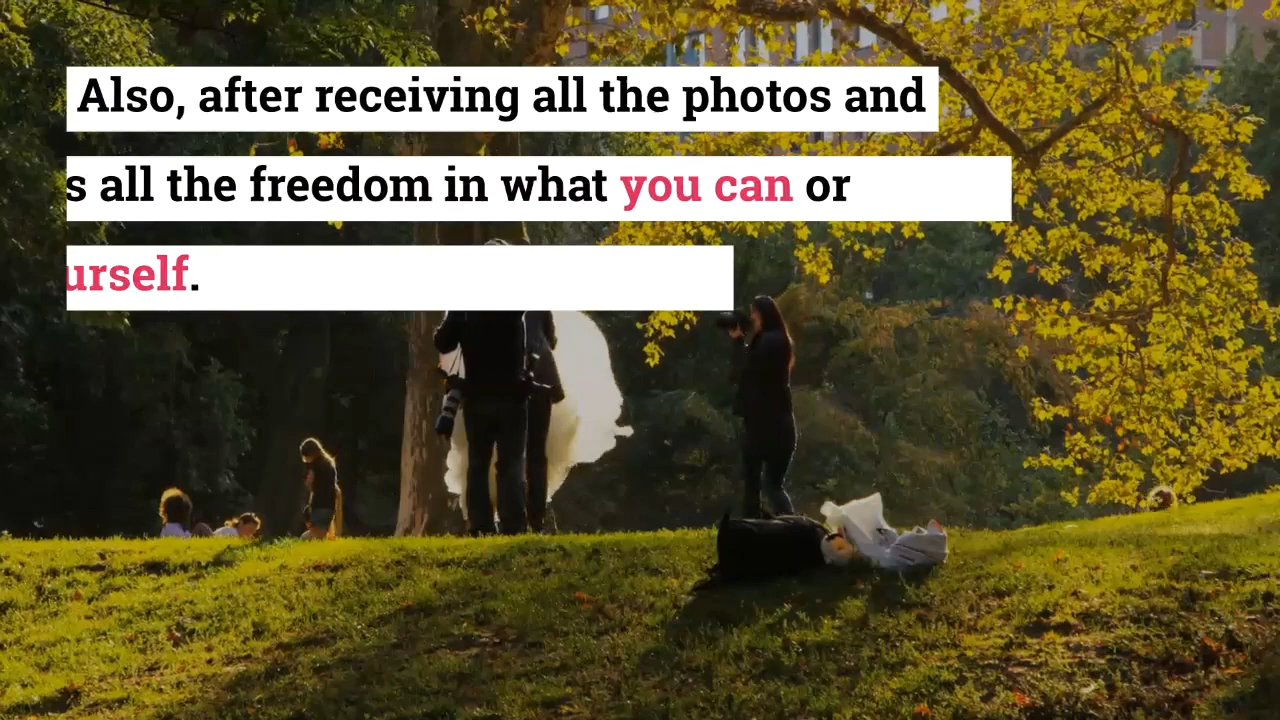 Also, after receiving all the photos and
s all the freedom in what you can or
urself.